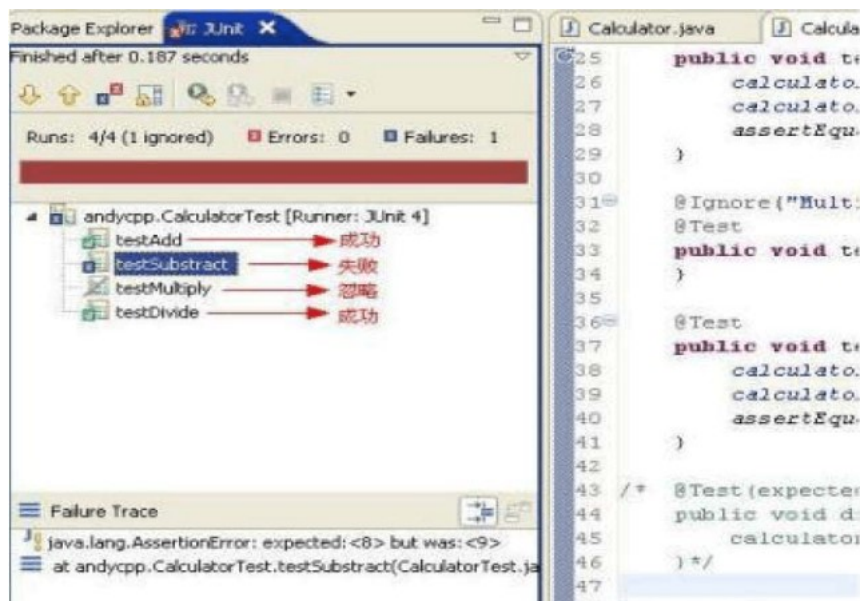 Package Explorer JUnit
Finished after 0.187 seconds
Runs: 4/4 (1 ignored) Errors: 0 Failures: 1
andycpp.CalculatorTest [Runner: JUnit 4]
testAdd 成功
testSubstract 失败
testMultiply 忽略
testDivide 成功
Failure Trace
java.lang.AssertionError: expected:<8> but was:<9>
at andycpp.CalculatorTest.testSubstract(CalculatorTest.ja
Calculator.java Calcula
25 public void te
26 calculato
27 calculato
28 assertEqu
29 }
30
31 @Ignore("Mult
32 @Test
33 public void te
34 }
35
36 @Test
37 public void t
38 calculato
39 calculato
40 assertEqu
41 }
42
43 /* @Test(expecte
44 public void d
45 calculator
46 }*/
47